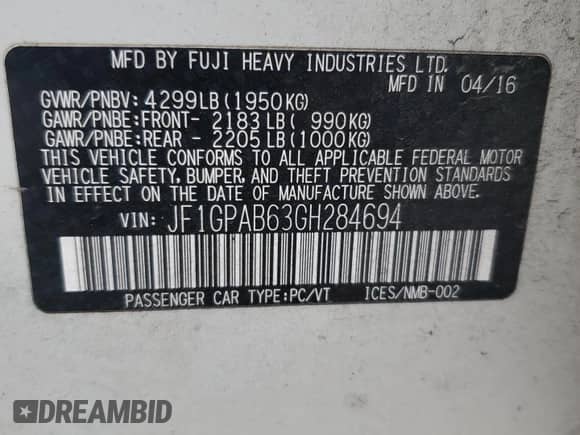 MFD BY FUJI HEAVY INDUSTRIES LTD.
MFD IN 04/16
GVWR/PNBV: 4299LB(1950KG)
GAWR/PNBE:FRONT- 2183LB( 990KG)
GAWR/PNBE:REAR - 2205LB(1000KG)
THIS VEHICLE CONFORMS TO ALL APPLICABLE FEDERAL MOTOR
VEHICLE SAFETY, BUMPER, AND THEFT PREVENTION STANDARDS
IN EFFECT ON THE DATE OF MANUFACTURE SHOWN ABOVE.
VIN: JF1GPAB63GH284694
PASSENGER CAR TYPE:PC/VT ICES/NMB-002
DREAMBID